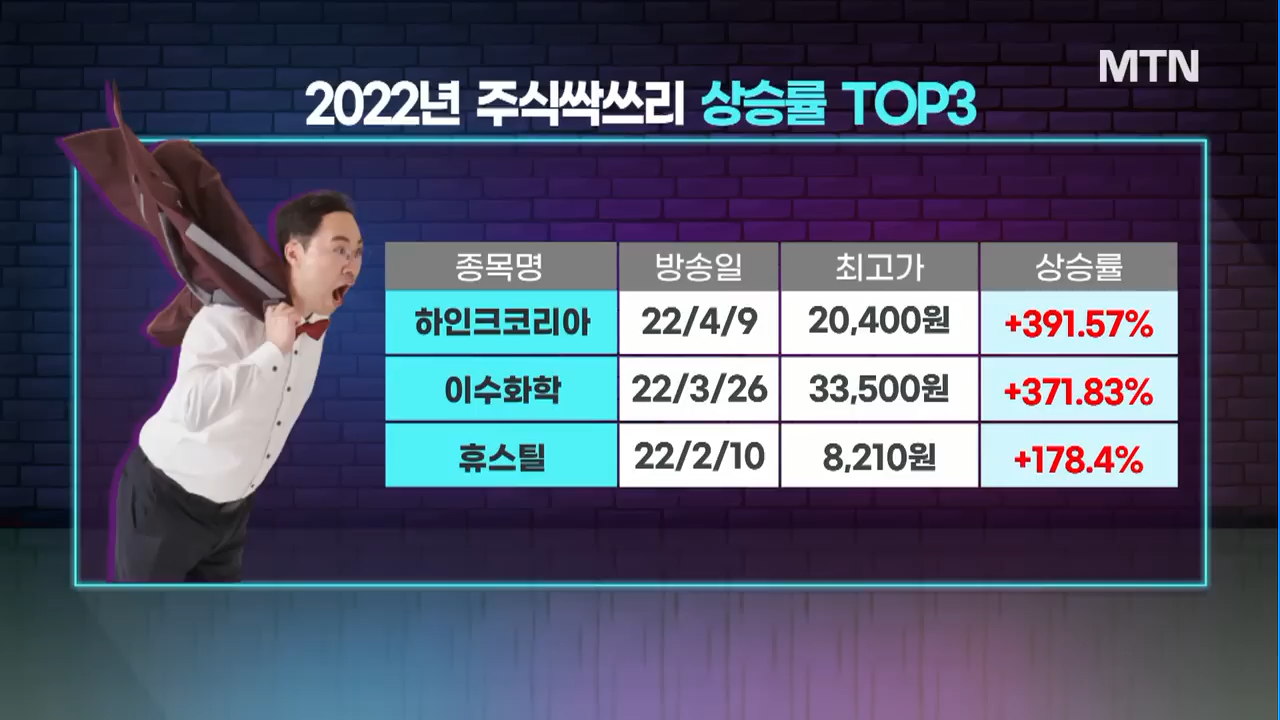 MTN
2022년 주식싹쓰리 상승률 TOP3
종목명 방송일 최고가 상승률
하인크코리아 22/4/9 20,400원 +391.57%
이수화학 22/3/26 33,500원 +371.83%
휴스틸 22/2/10 8,210원 +178.4%